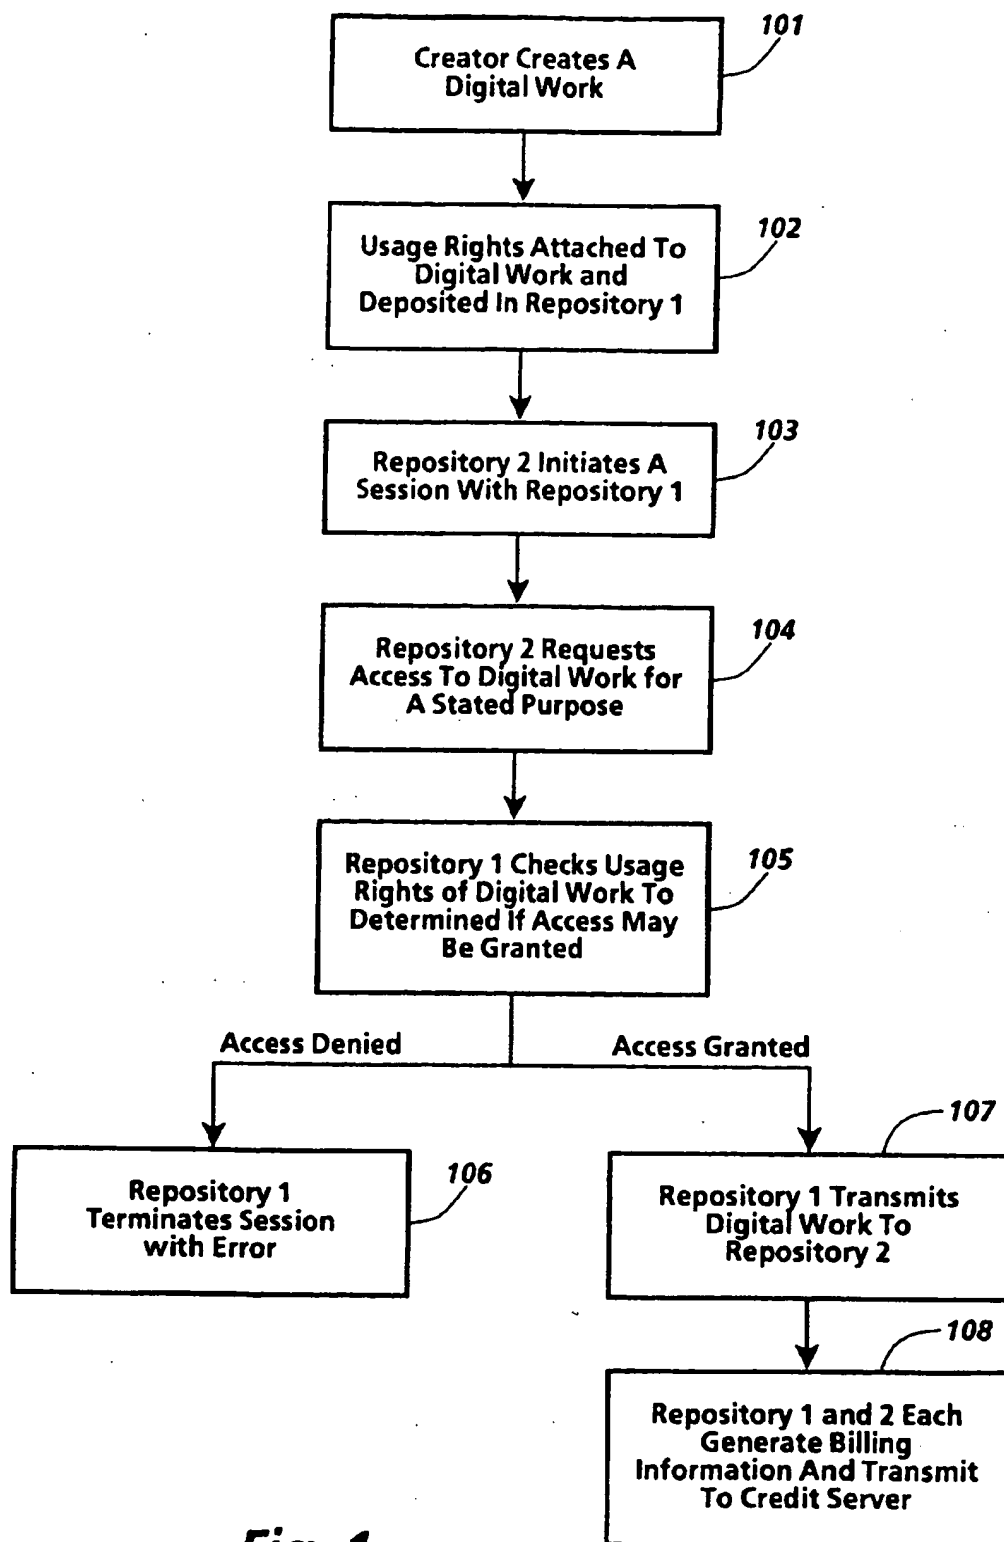 101
Creator Creates A
Digital Work
102
Usage Rights Attached To
Digital Work and
Deposited In Repository 1
103
Repository 2 Initiates A
Session With Repository 1
104
Repository 2 Requests
Access To Digital Work for
A Stated Purpose
105
Repository 1 Checks Usage
Rights of Digital Work To
Determined If Access May
Be Granted
Access Denied
Access Granted
106
Repository 1
Terminates Session
with Error
107
Repository 1 Transmits
Digital Work To
Repository 2
108
Repository 1 and 2 Each
Generate Billing
Information And Transmit
To Credit Server
Fig. 1